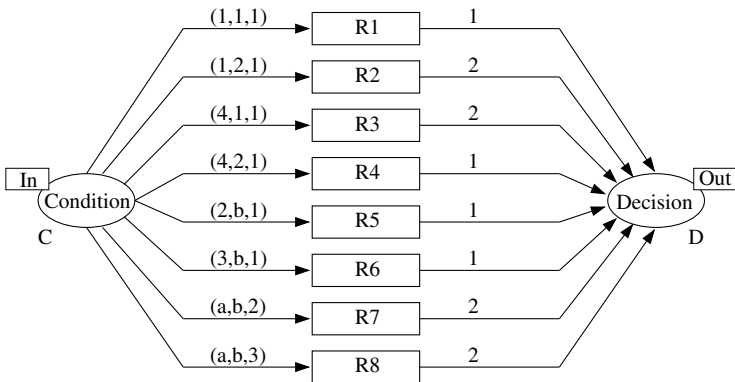 (1,1,1) R1 1
(1,2,1) R2 2
(4,1,1) R3 2
(4,2,1) R4 1
In Condition Decision Out
(2,b,1) R5 1
C D
(3,b,1) R6 1
(a,b,2) R7 2
(a,b,3) R8 2